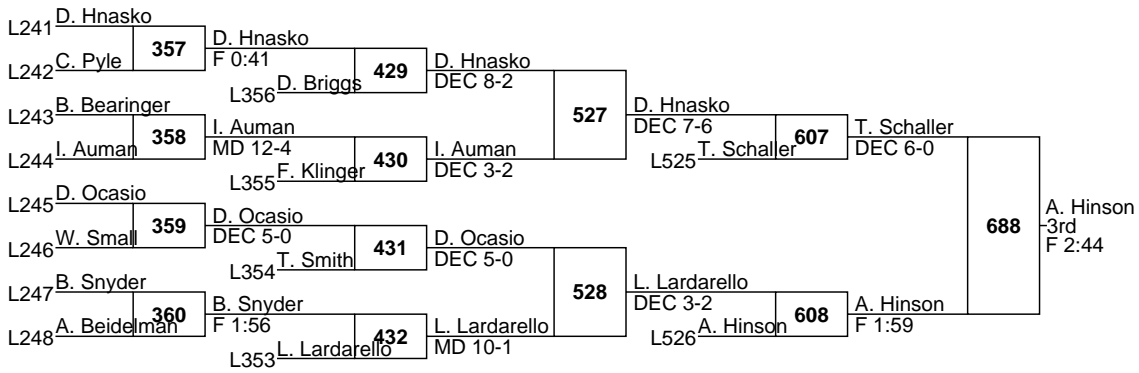 L241 D. Hnasko
357
L242 C. Pyle
D. Hnasko
F 0:41
L356 D. Briggs
429
D. Hnasko
DEC 8-2
L243 B. Bearinger
358
L244 I. Auman
I. Auman
MD 12-4
L355 F. Klinger
430
I. Auman
DEC 3-2
527
D. Hnasko
DEC 7-6
L525 T. Schaller
607
T. Schaller
DEC 6-0
L245 D. Ocasio
359
L246 W. Small
D. Ocasio
DEC 5-0
L354 T. Smith
431
D. Ocasio
DEC 5-0
L247 B. Snyder
360
L248 A. Beidelman
B. Snyder
F 1:56
L353 L. Lardarello
432
L. Lardarello
MD 10-1
528
L. Lardarello
DEC 3-2
L526 A. Hinson
608
A. Hinson
F 1:59
688
A. Hinson
3rd
F 2:44